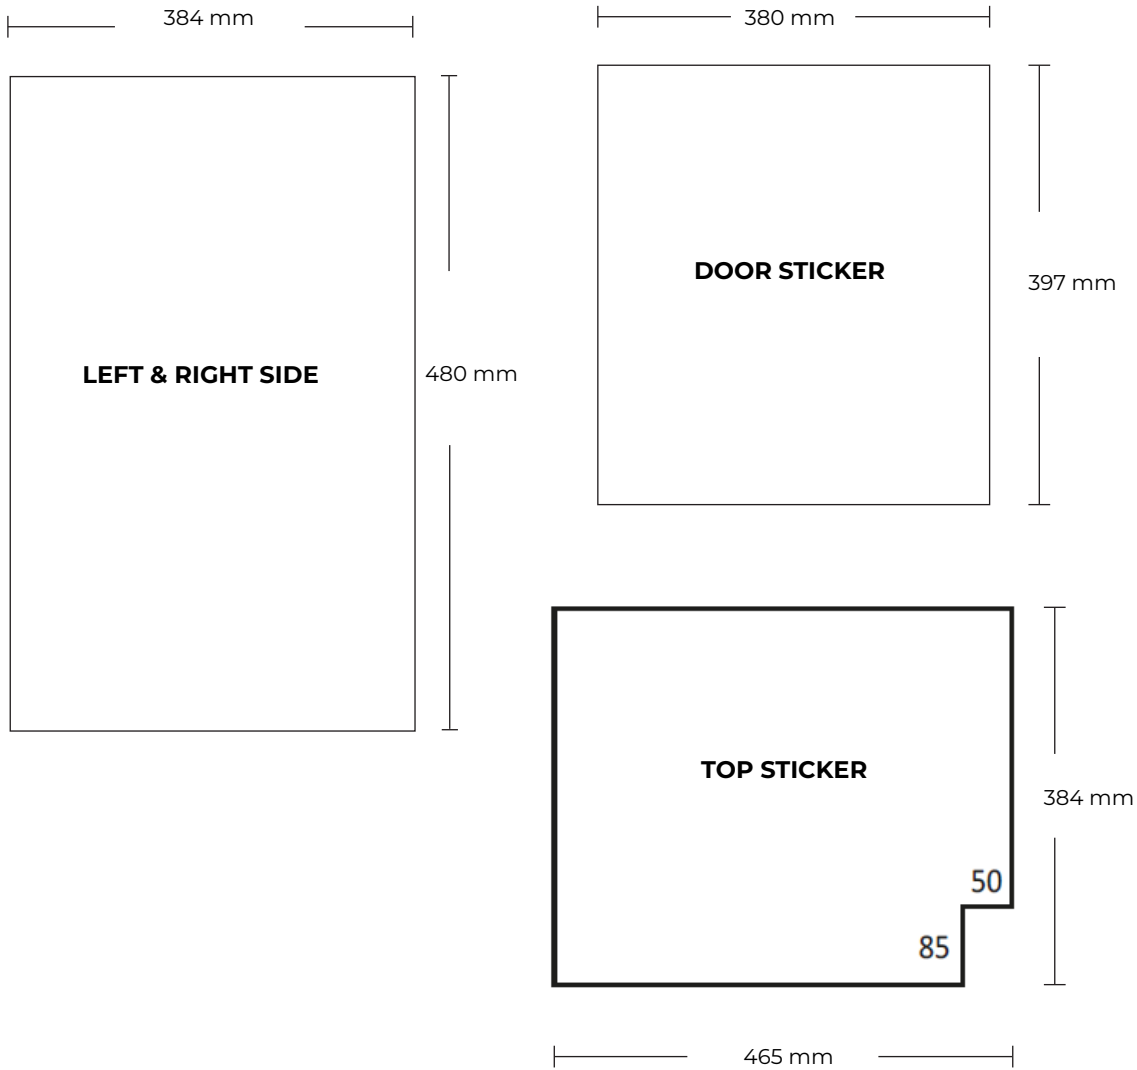 384 mm
380 mm
DOOR STICKER
397 mm
LEFT & RIGHT SIDE
480 mm
TOP STICKER
384 mm
50
85
465 mm